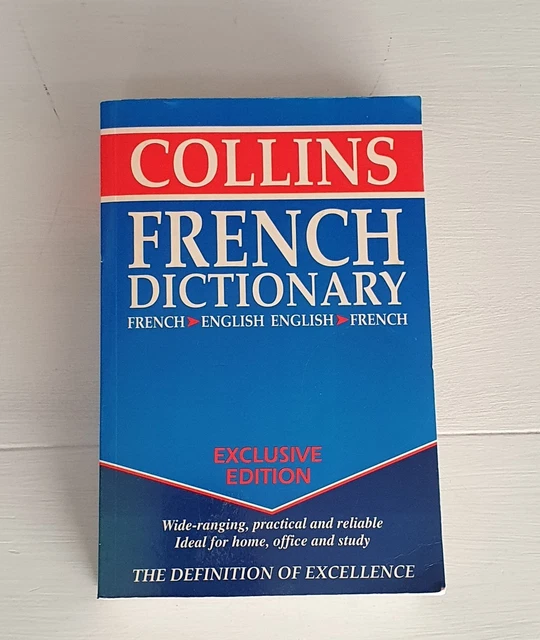 COLLINS
FRENCH
DICTIONARY
FRENCH➤ENGLISH ENGLISH➤FRENCH
EXCLUSIVE
EDITION
Wide-ranging, practical and reliable
Ideal for home, office and study
THE DEFINITION OF EXCELLENCE